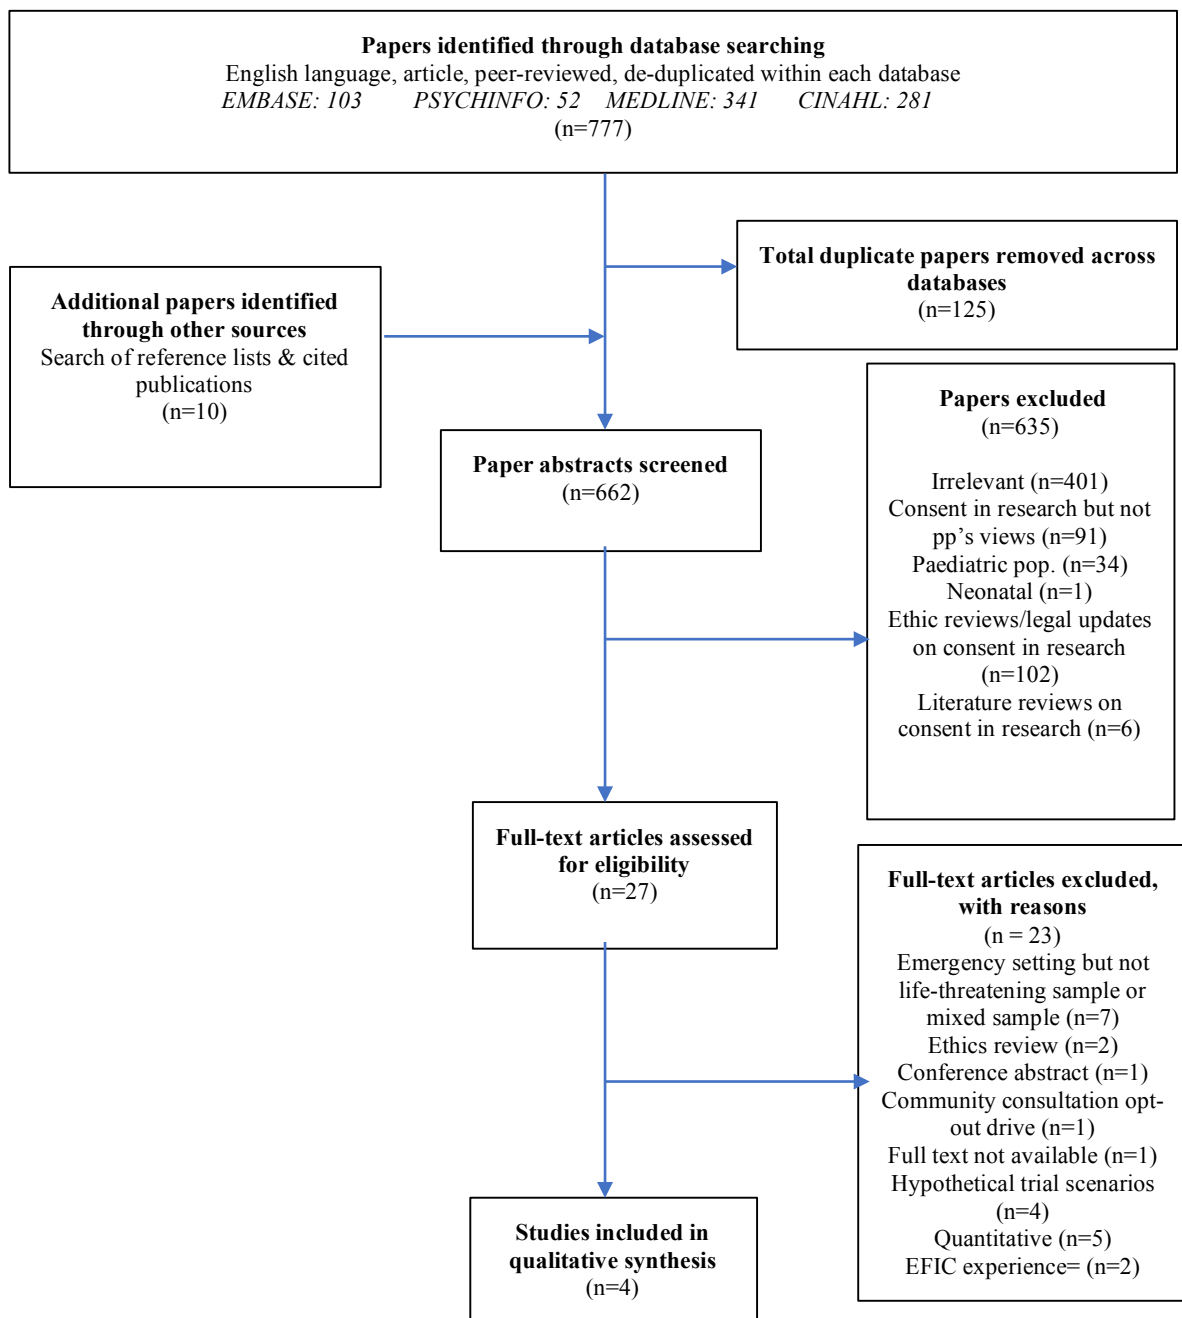 Papers identified through database searching
English language, article, peer-reviewed, de-duplicated within each database
EMBASE: 103 PSYCHINFO: 52 MEDLINE: 341 CINAHL: 281
(n=777)
Total duplicate papers removed across
databases
(n=125)
Additional papers identified
through other sources
Search of reference lists & cited
publications
(n=10)
Paper abstracts screened
(n=662)
Papers excluded
(n=635)
Irrelevant (n=401)
Consent in research but not
pp's views (n=91)
Paediatric pop. (n=34)
Neonatal (n=1)
Ethic reviews/legal updates
on consent in research
(n=102)
Literature reviews on
consent in research (n=6)
Full-text articles assessed
for eligibility
(n=27)
Full-text articles excluded,
with reasons
(n = 23)
Emergency setting but not
life-threatening sample or
mixed sample (n=7)
Ethics review (n=2)
Conference abstract (n=1)
Community consultation opt-
out drive (n=1)
Full text not available (n=1)
Hypothetical trial scenarios
(n=4)
Quantitative (n=5)
EFIC experience= (n=2)
Studies included in
qualitative synthesis
(n=4)